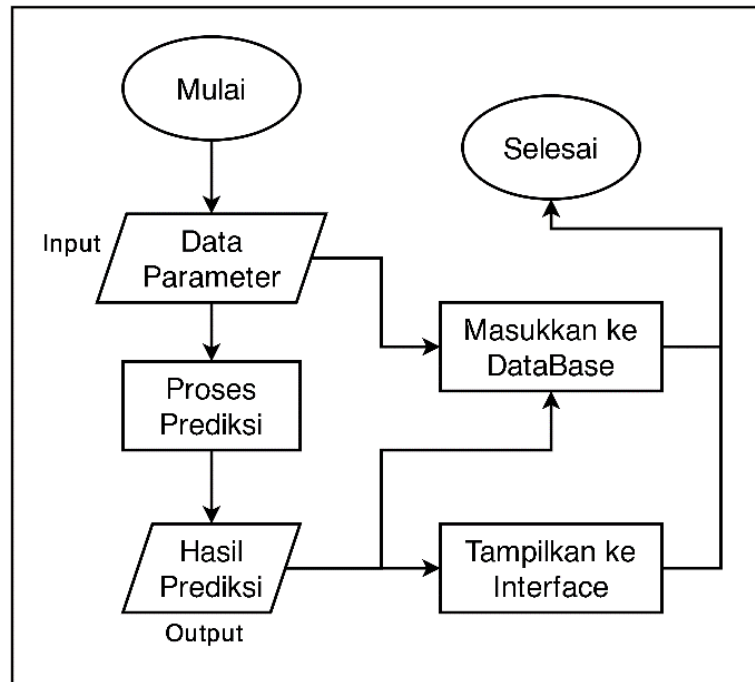 Mulai
Selesai
Input
Data
Parameter
Masukkan ke
DataBase
Proses
Prediksi
Hasil
Prediksi
Tampilkan ke
Interface
Output